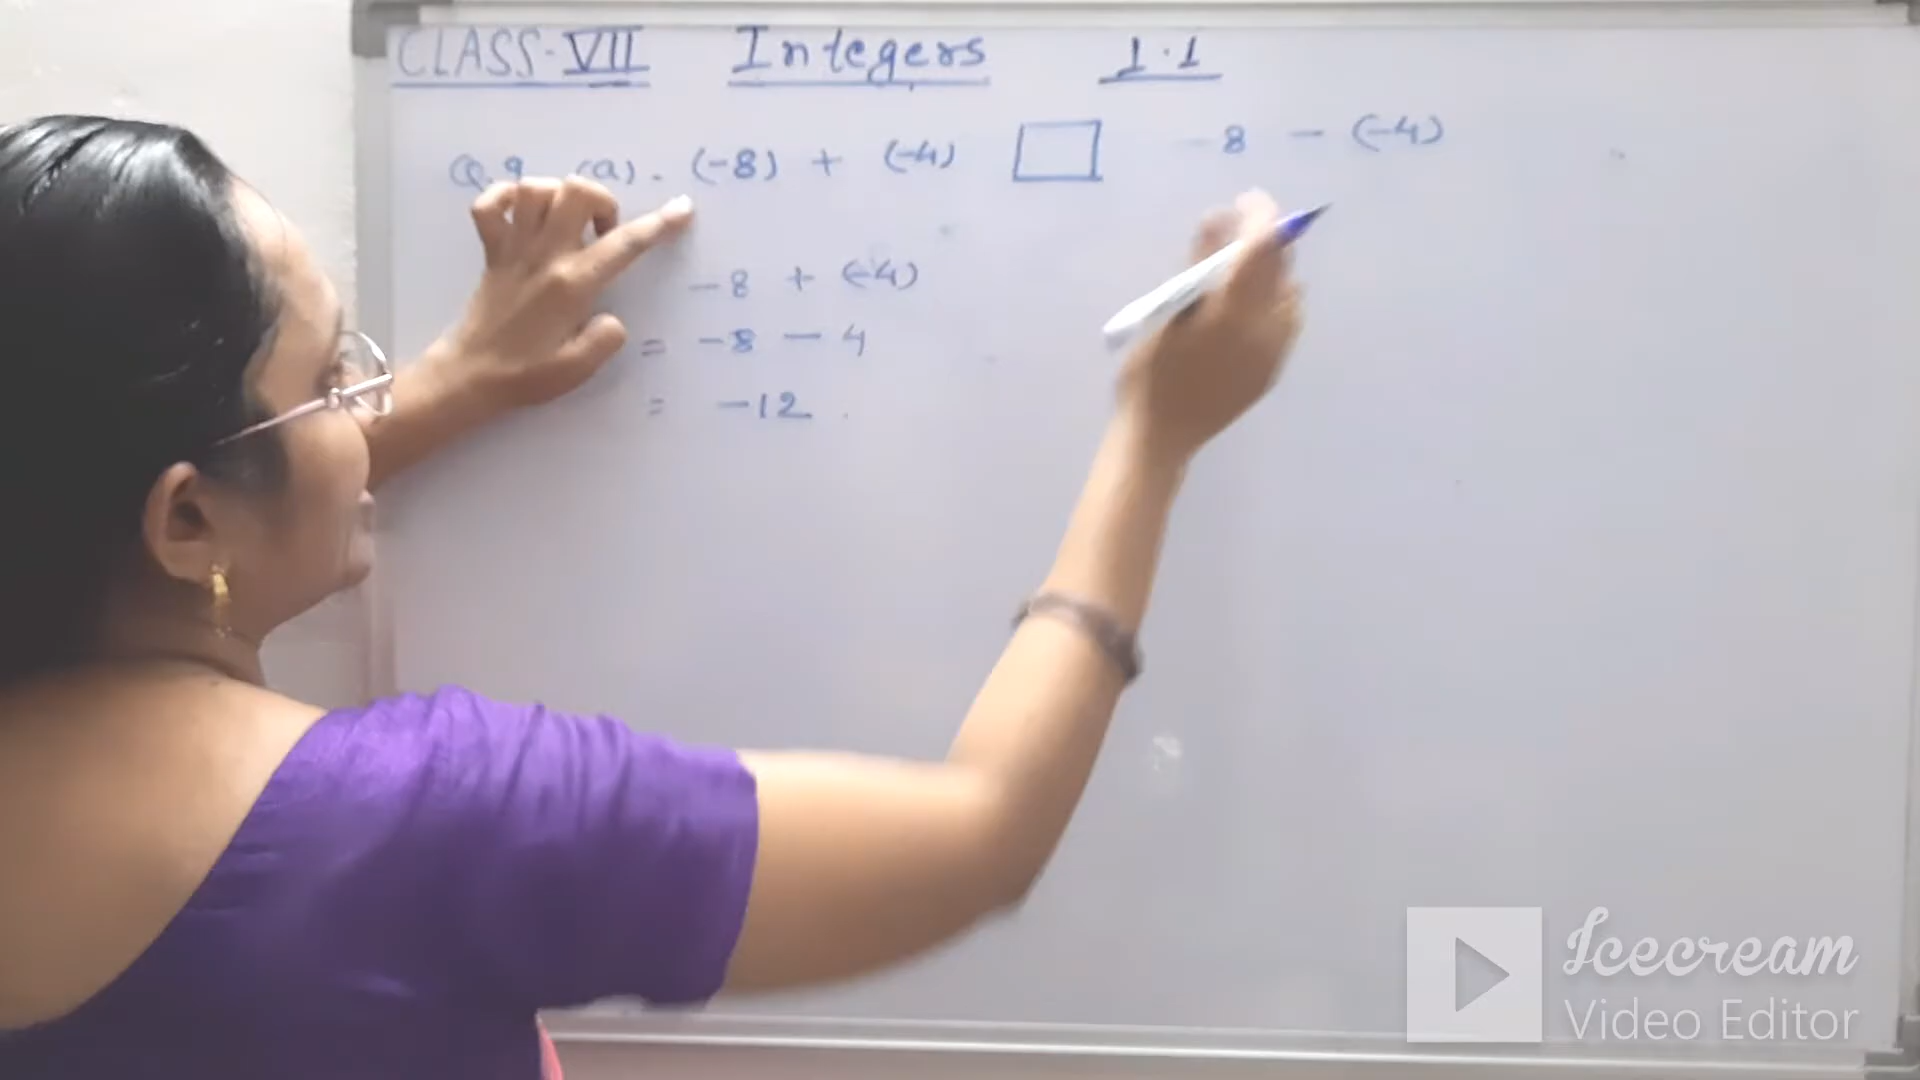 CLASS-VII Integers 1.1
Q.9 (a). (-8) + (-4) □ -8 - (-4)
-8 + (-4)
= -8 - 4
= -12
Icecream
Video Editor